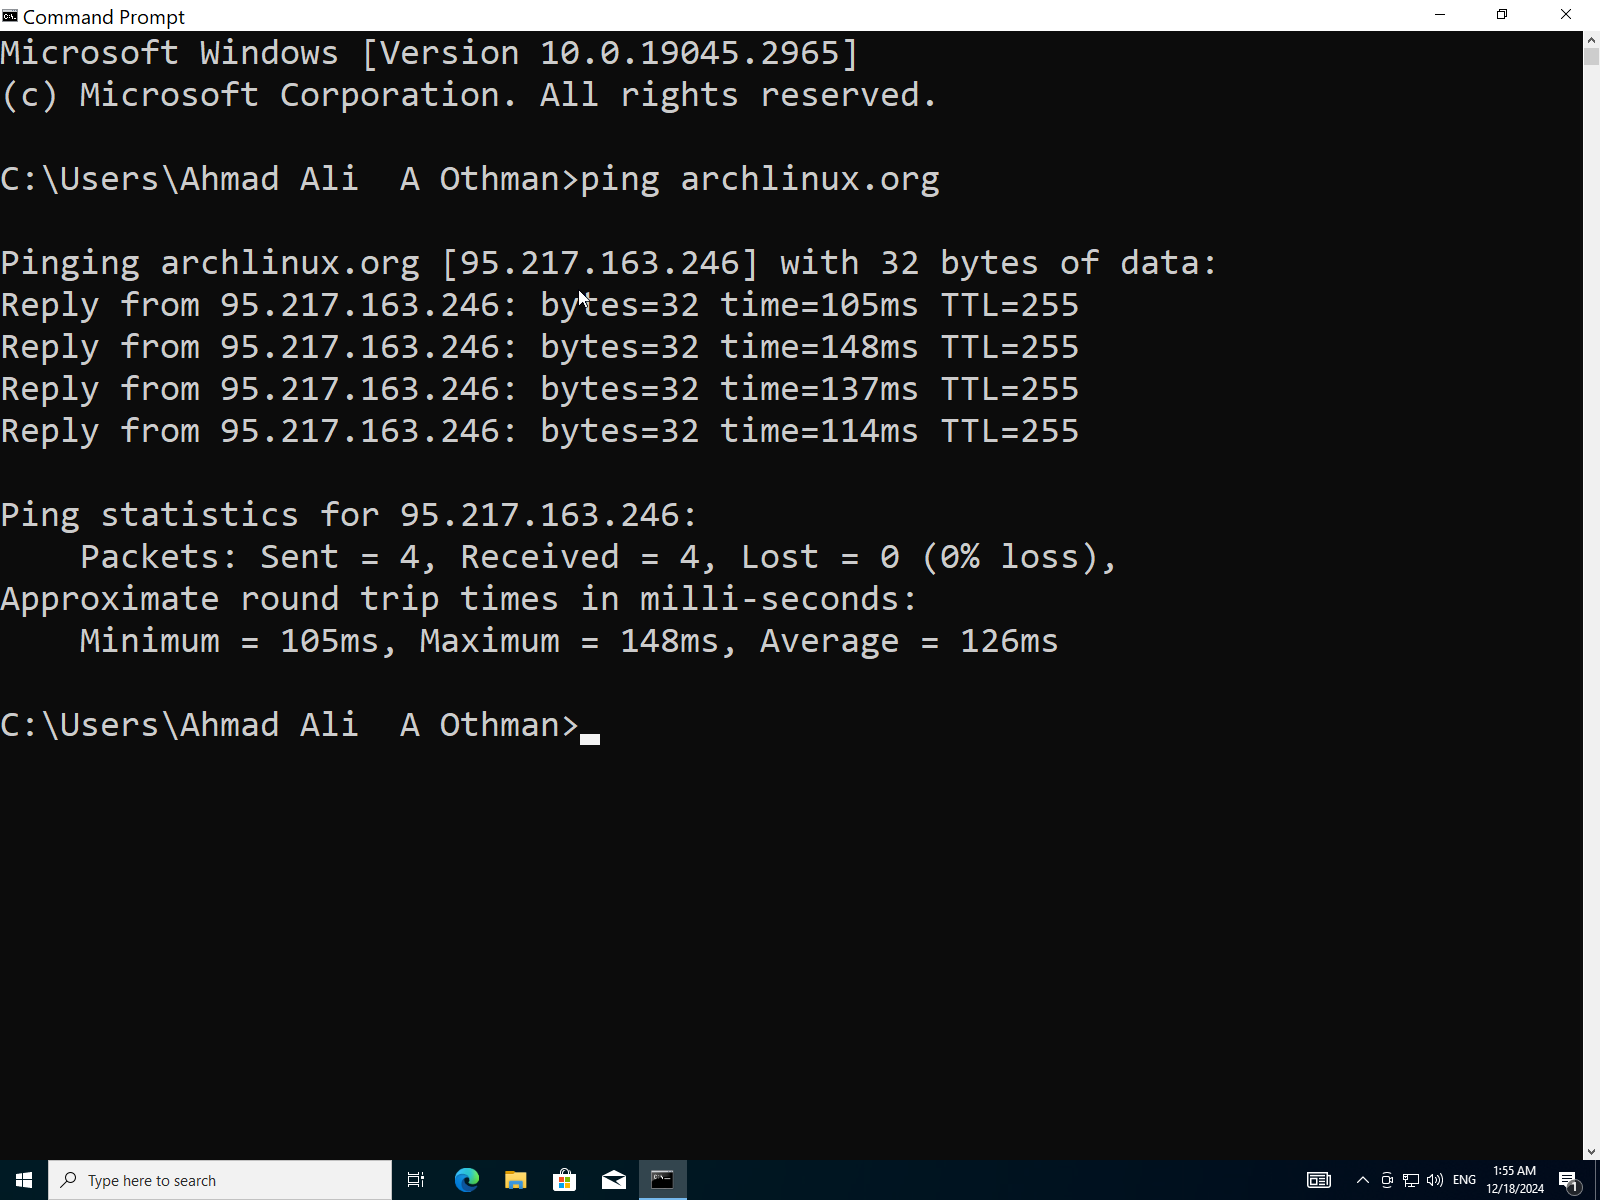 Command Prompt
Microsoft Windows [Version 10.0.19045.2965]
(c) Microsoft Corporation. All rights reserved.
C:\Users\Ahmad Ali  A Othman>ping archlinux.org
Pinging archlinux.org [95.217.163.246] with 32 bytes of data:
Reply from 95.217.163.246: bytes=32 time=105ms TTL=255
Reply from 95.217.163.246: bytes=32 time=148ms TTL=255
Reply from 95.217.163.246: bytes=32 time=137ms TTL=255
Reply from 95.217.163.246: bytes=32 time=114ms TTL=255
Ping statistics for 95.217.163.246:
    Packets: Sent = 4, Received = 4, Lost = 0 (0% loss),
Approximate round trip times in milli-seconds:
    Minimum = 105ms, Maximum = 148ms, Average = 126ms
C:\Users\Ahmad Ali  A Othman>
Type here to search
ENG
1:55 AM
12/18/2024
1